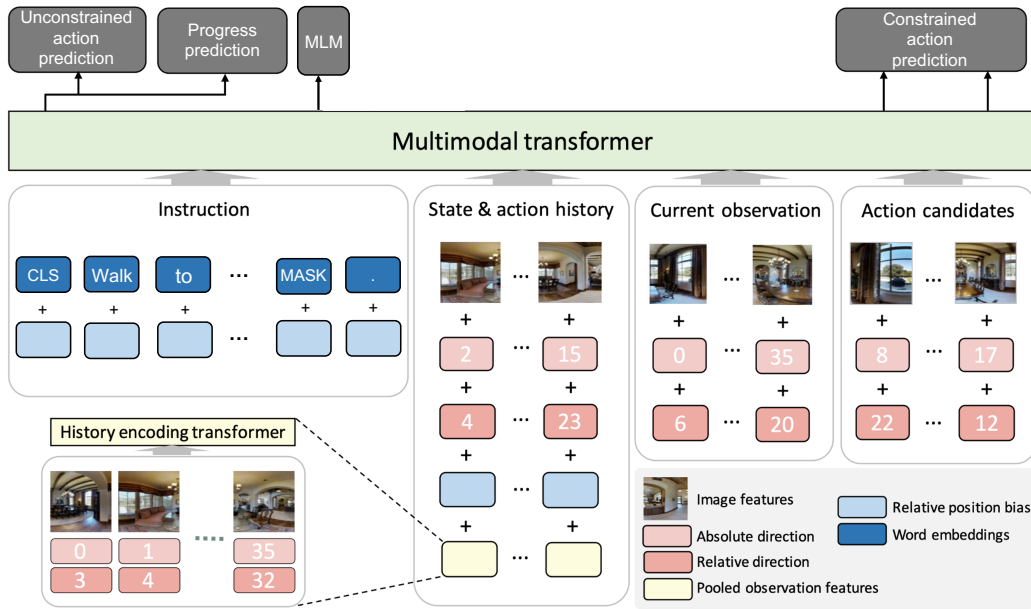 Unconstrained
action
prediction
Progress
prediction
MLM
Constrained
action
prediction
Multimodal transformer
Instruction
CLS Walk to ... MASK .
+ + + + +
...
State & action history
...
+ +
2 ... 15
+ +
4 ... 23
+ +
...
+ +
...
Current observation
...
+ +
0 ... 35
+ +
6 ... 20
Action candidates
...
+ +
8 ... 17
+ +
22 ... 12
History encoding transformer
....
0 1 35
3 4 32
Image features
Absolute direction
Relative direction
Pooled observation features
Relative position bias
Word embeddings